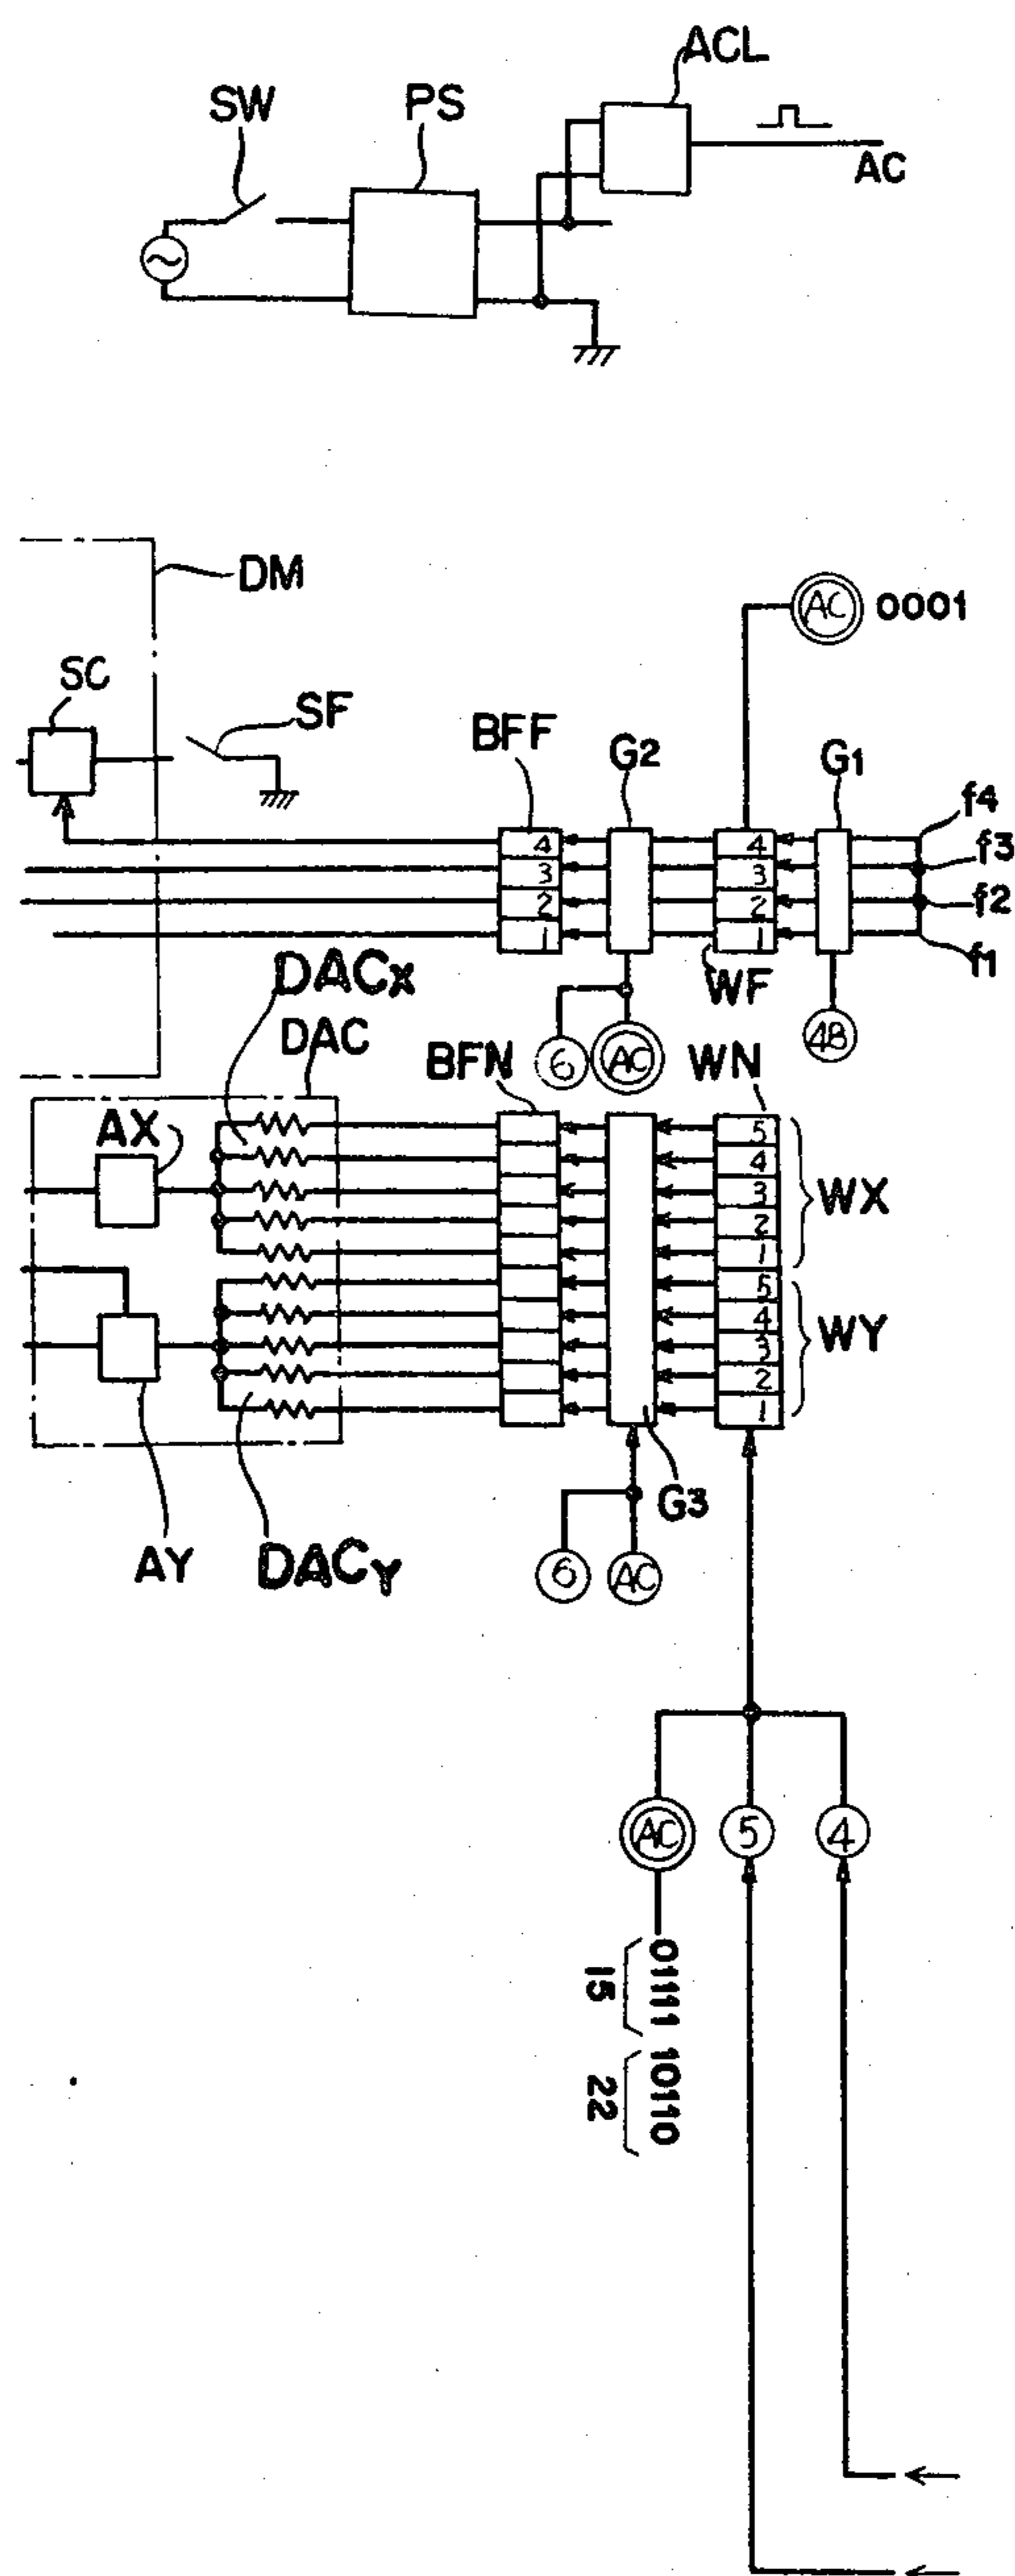 ACL
SW
PS
AC
DM
AC
0001
SC
SF
BFF
G2
G1
f4
f3
f2
f1
4
3
2
1
4
3
2
1
WF
DACX
DAC
6
AC
48
BFN
WN
AX
5
4
3
2
1
WX
5
4
3
2
1
WY
AY
DACY
G3
6
AC
AC
5
4
01111 10110
15
22